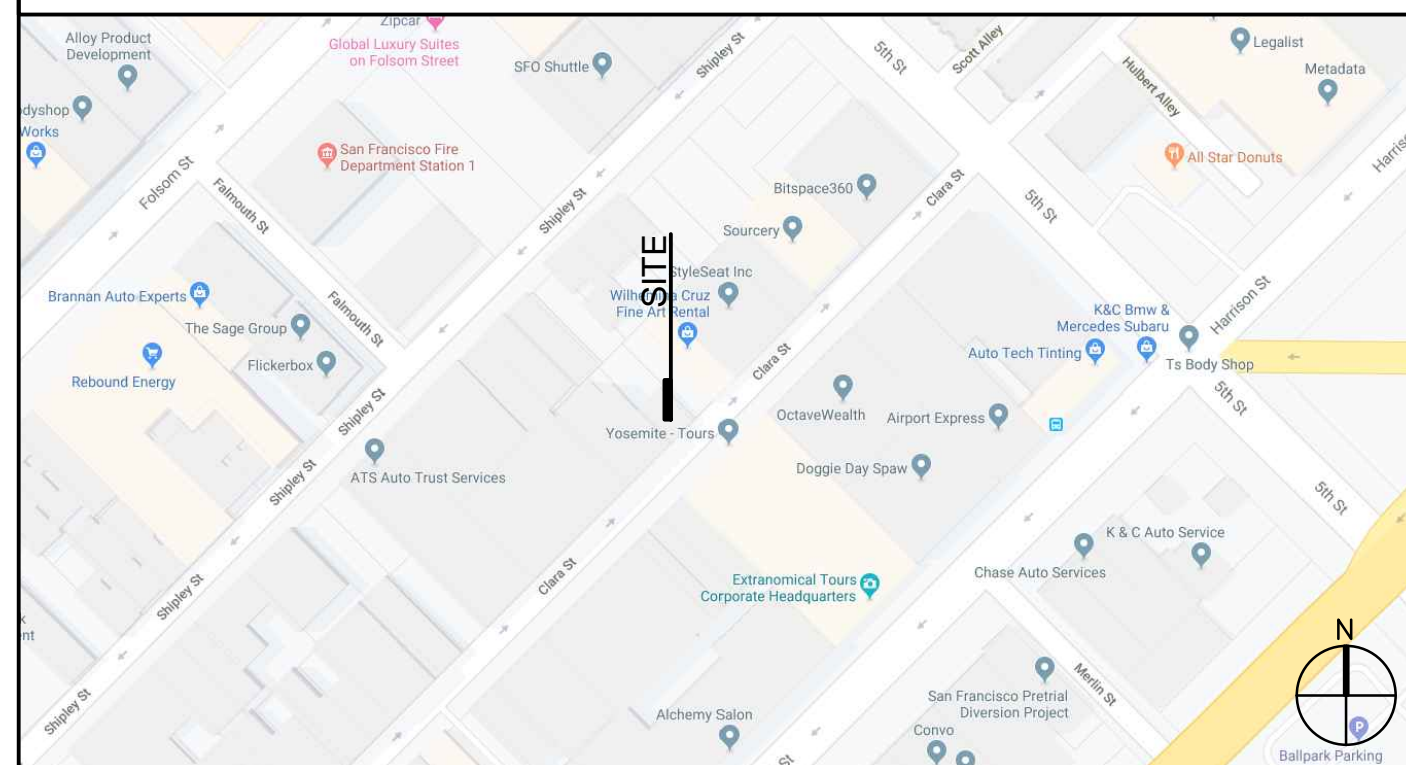 Zipcar
Alloy Product
Development
Global Luxury Suites
on Folsom Street
SFO Shuttle
Shipley St
5th St
Scott Alley
Legalist
Metadata
Hulbert Alley
dyshop
Works
San Francisco Fire
Department Station 1
Folsom St
Falmouth St
All Star Donuts
Harris
Shipley St
Bitspace360
Clara St
5th St
Sourcery
SITE
StyleSeat Inc
Wilhemina Cruz
Fine Art Rental
Brannan Auto Experts
The Sage Group
Falmouth St
Harrison St
K&C Bmw &
Mercedes Subaru
Flickerbox
Rebound Energy
Clara St
Auto Tech Tinting
Ts Body Shop
Shipley St
OctaveWealth
Airport Express
5th St
Yosemite - Tours
Doggie Day Spaw
Shipley St
ATS Auto Trust Services
5th St
K & C Auto Service
Chase Auto Services
Clara St
Extranomical Tours
Corporate Headquarters
Shipley St
k
ent
N
San Francisco Pretrial
Diversion Project
Merlin St
Shipley St
Alchemy Salon
Convo
St
P
Ballpark Parking